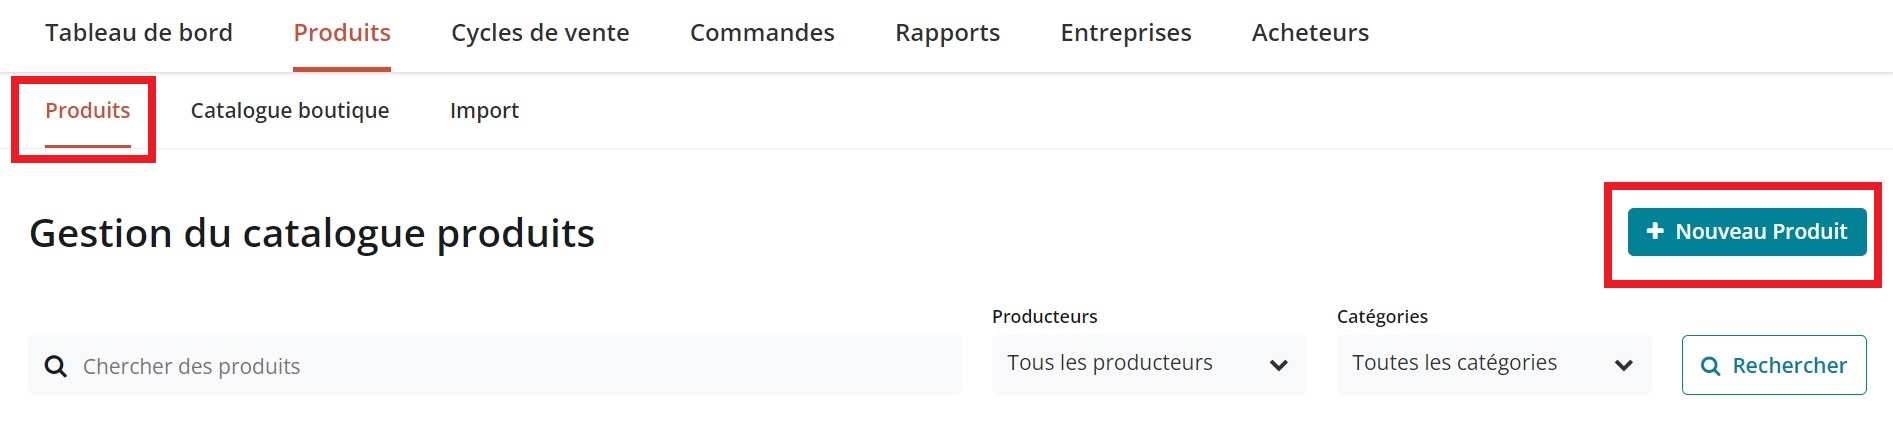 Tableau de bord Produits Cycles de vente Commandes Rapports Entreprises Acheteurs
Produits Catalogue boutique Import
Gestion du catalogue produits
Nouveau Produit
Producteurs Catégories
Chercher des produits Tous les producteurs Toutes les catégories Rechercher